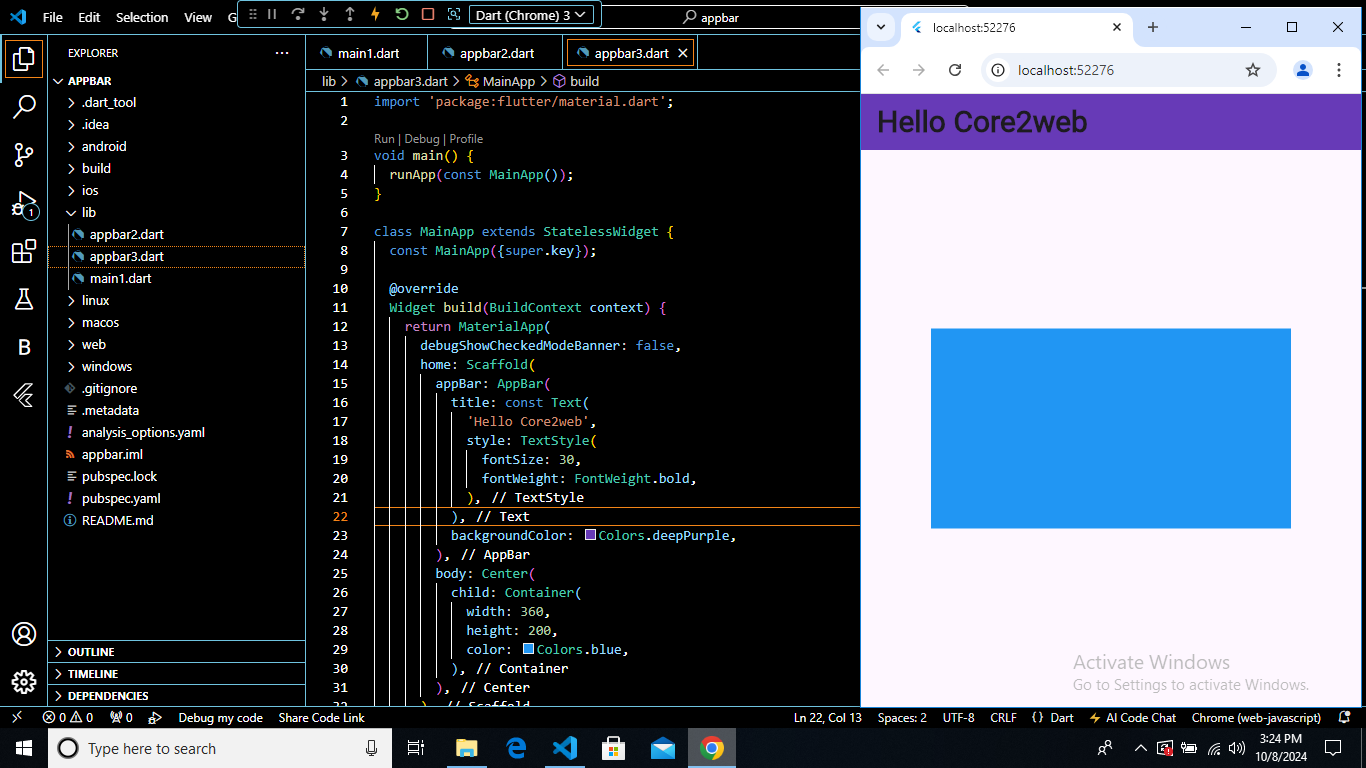 File Edit Selection View G
Dart (Chrome) 3
appbar
EXPLORER
APPBAR
.dart_tool
.idea
android
build
ios
lib
appbar2.dart
appbar3.dart
main1.dart
linux
macos
web
windows
.gitignore
.metadata
analysis_options.yaml
appbar.iml
pubspec.lock
pubspec.yaml
README.md
OUTLINE
TIMELINE
DEPENDENCIES
1
B
main1.dart appbar2.dart appbar3.dart
lib > appbar3.dart > MainApp > build
1 import 'package:flutter/material.dart';
2
Run | Debug | Profile
3 void main() {
4 runApp(const MainApp());
5 }
6
7 class MainApp extends StatelessWidget {
8 const MainApp({super.key});
9
10 @override
11 Widget build(BuildContext context) {
12 return MaterialApp(
13 debugShowCheckedModeBanner: false,
14 home: Scaffold(
15 appBar: AppBar(
16 title: const Text(
17 'Hello Core2web',
18 style: TextStyle(
19 fontSize: 30,
20 fontWeight: FontWeight.bold,
21 ), // TextStyle
22 ), // Text
23 backgroundColor: Colors.deepPurple,
24 ), // AppBar
25 body: Center(
26 child: Container(
27 width: 360,
28 height: 200,
29 color: Colors.blue,
30 ), // Container
31 ), // Center
32 ), // Scaffold
localhost:52276
localhost:52276
Hello Core2web
Activate Windows
Go to Settings to activate Windows.
0 0 0 Debug my code Share Code Link Ln 22, Col 13 Spaces: 2 UTF-8 CRLF {} Dart AI Code Chat Chrome (web-javascript)
Type here to search
3:24 PM
10/8/2024